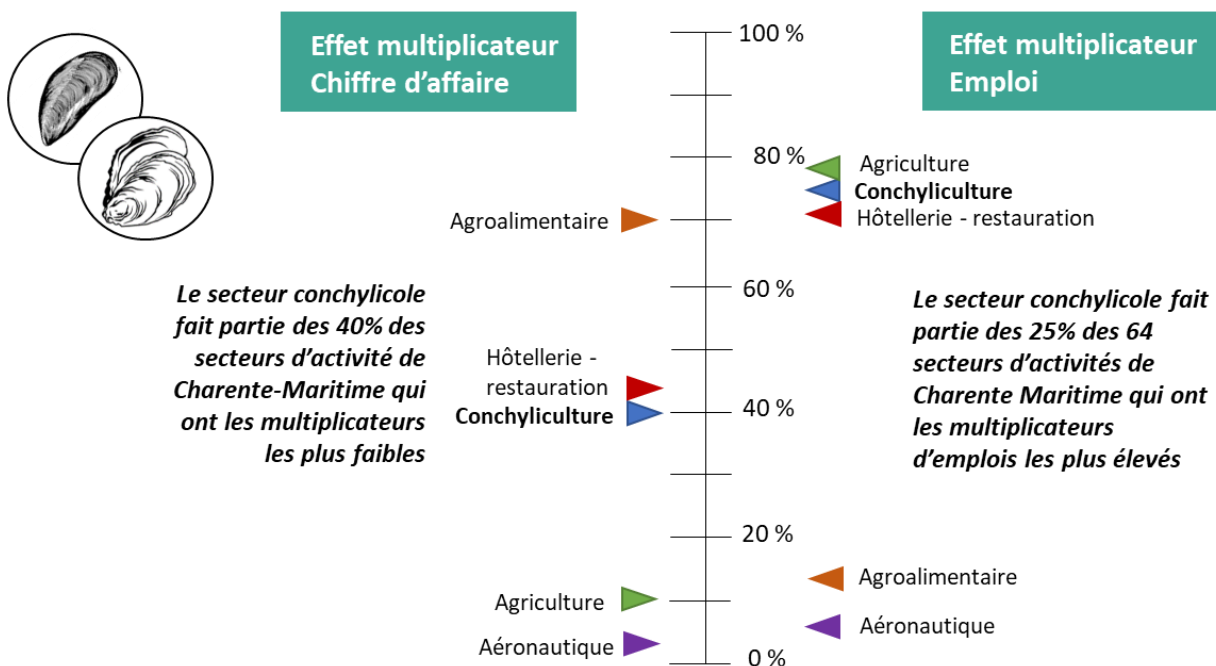 Effet multiplicateur
Chiffre d'affaire
100 %
Effet multiplicateur
Emploi
80 %
Agriculture
Conchyliculture
Hôtellerie - restauration
Agroalimentaire
60 %
Le secteur conchylicole
fait partie des 40% des
secteurs d'activité de
Charente-Maritime qui
ont les multiplicateurs
les plus faibles
Le secteur conchylicole fait
partie des 25% des 64
secteurs d'activités de
Charente Maritime qui ont
les multiplicateurs
d'emplois les plus élevés
Hôtellerie -
restauration
Conchyliculture
40 %
20 %
Agroalimentaire
Agriculture
Aéronautique
Aéronautique
0 %